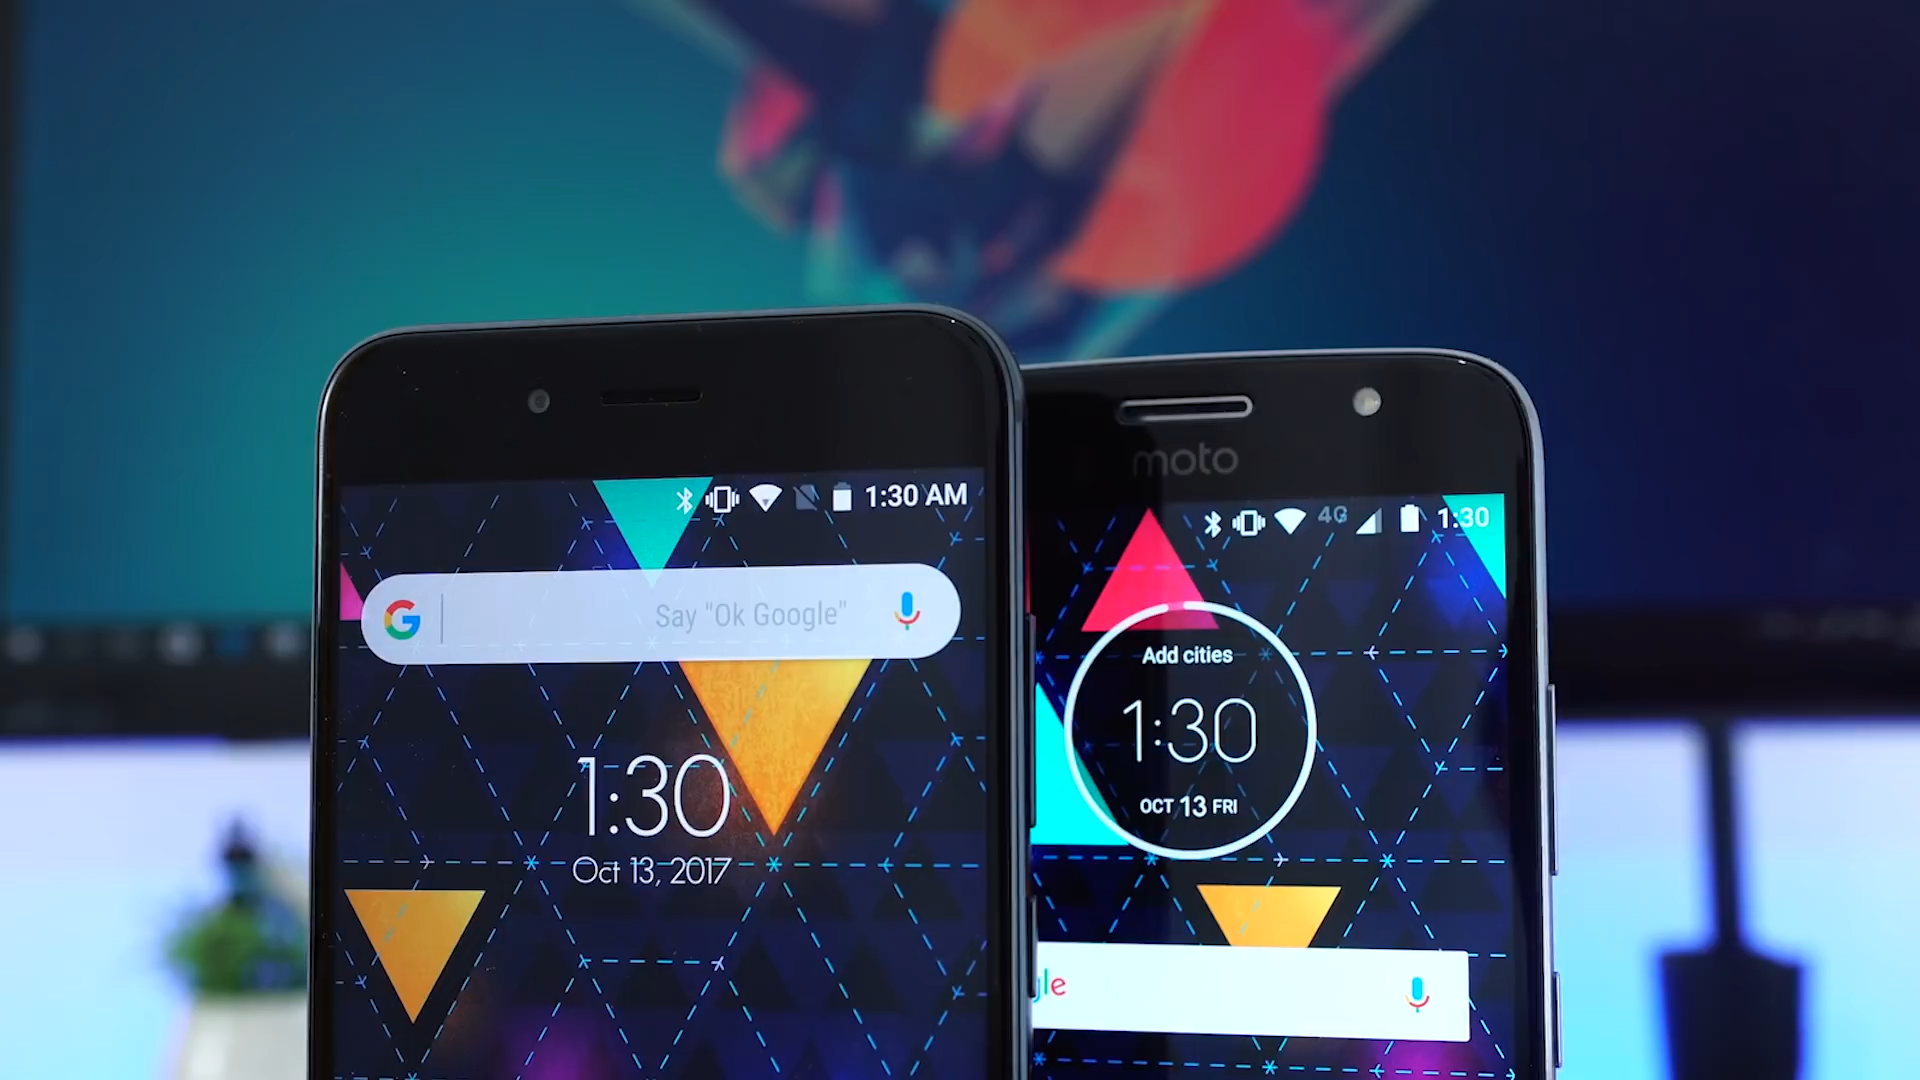 1:30 AM
Say "Ok Google"
1:30
Oct 13, 2017
moto
4G
1:30
Add cities
1:30
OCT 13 FRI
gle